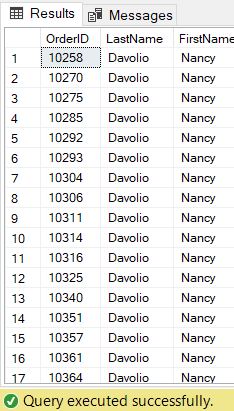 Results Messages
OrderID LastName FirstName
1 10258 Davolio Nancy
2 10270 Davolio Nancy
3 10275 Davolio Nancy
4 10285 Davolio Nancy
5 10292 Davolio Nancy
6 10293 Davolio Nancy
7 10304 Davolio Nancy
8 10306 Davolio Nancy
9 10311 Davolio Nancy
10 10314 Davolio Nancy
11 10316 Davolio Nancy
12 10325 Davolio Nancy
13 10340 Davolio Nancy
14 10351 Davolio Nancy
15 10357 Davolio Nancy
16 10361 Davolio Nancy
17 10364 Davolio Nancy
Query executed successfully.